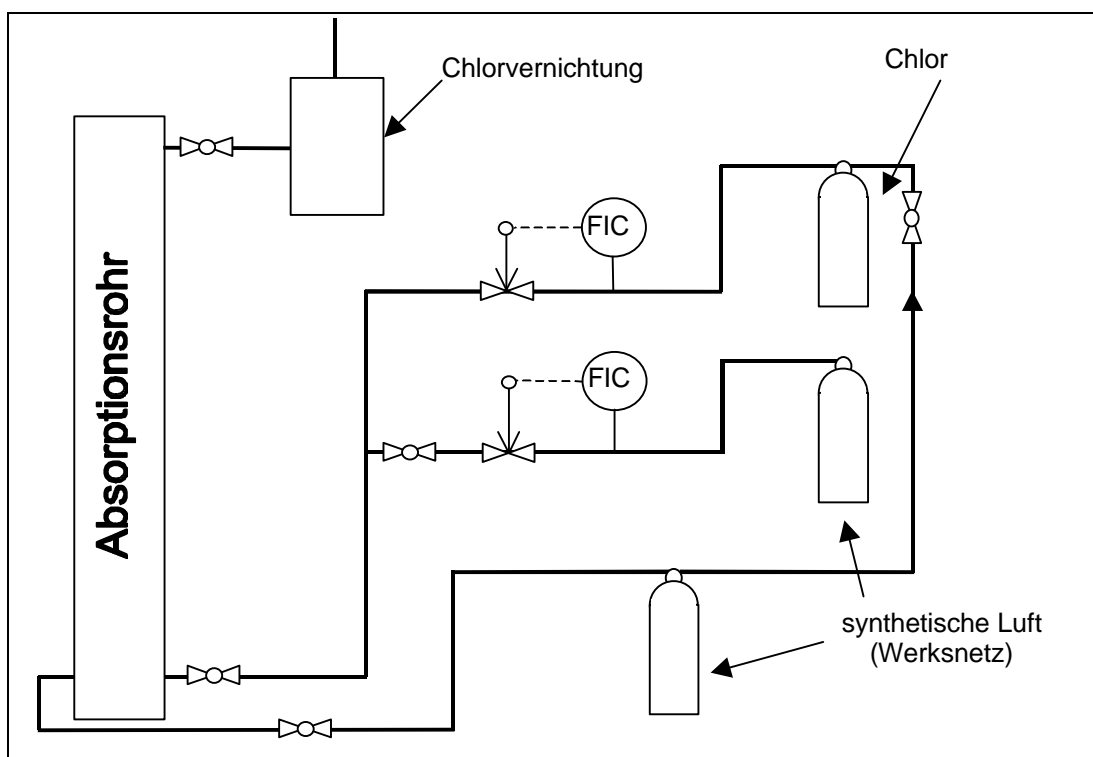 Chlorvernichtung
Chlor
FIC
FIC
Absorptionsrohr
synthetische Luft
(Werksnetz)